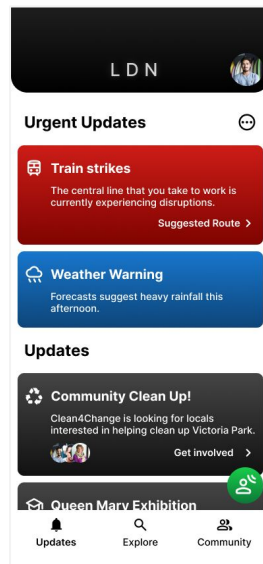 LDN
Urgent Updates
Train strikes
The central line that you take to work is
currently experiencing disruptions.
Suggested Route >
Weather Warning
Forecasts suggest heavy rainfall this
afternoon.
Updates
Community Clean Up!
Clean4Change is looking for locals
interested in helping clean up Victoria Park.
Get involved >
Queen Mary Exhibition
Updates Explore Community